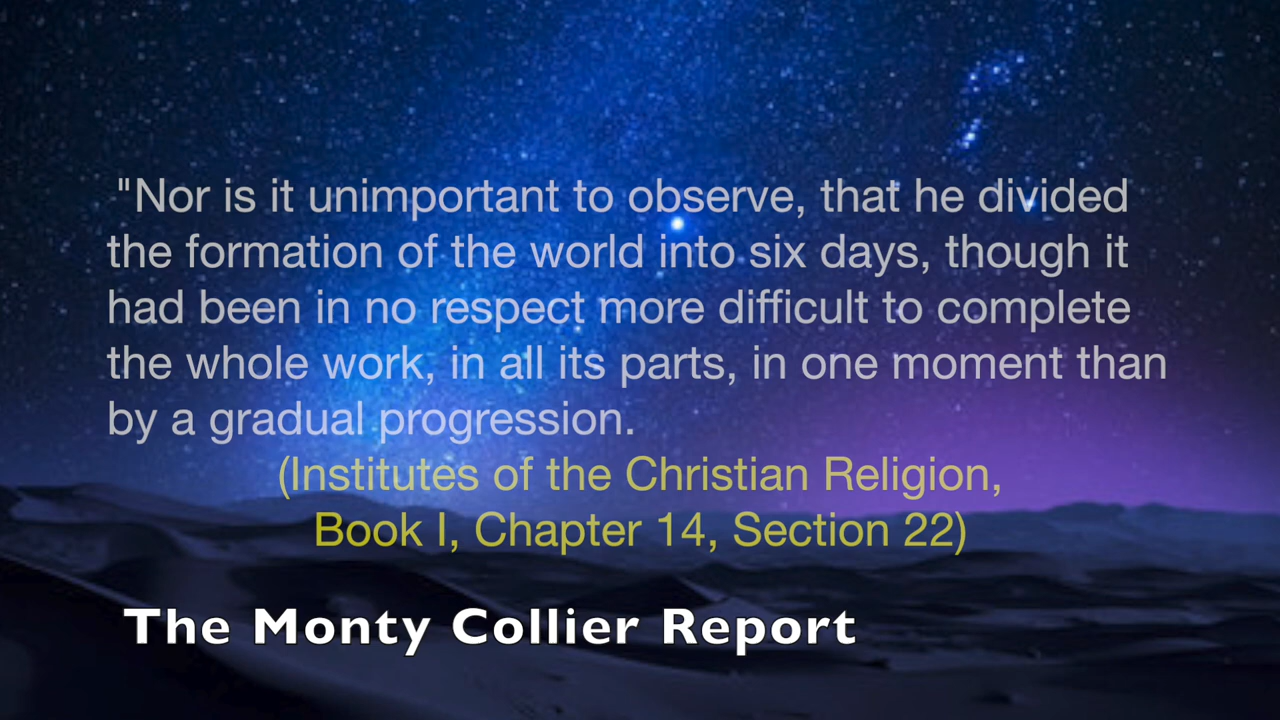 "Nor is it unimportant to observe, that he divided
the formation of the world into six days, though it
had been in no respect more difficult to complete
the whole work, in all its parts, in one moment than
by a gradual progression.
(Institutes of the Christian Religion,
Book I, Chapter 14, Section 22)
The Monty Collier Report